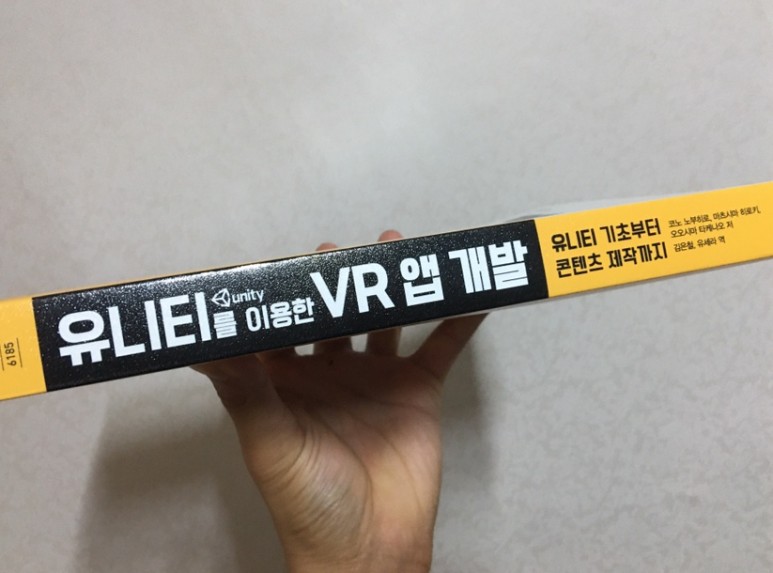 6185
유니티를 이용한 VR 앱 개발
unity
유니티 기초부터
콘텐츠 제작까지
코노 노부히로, 마츠시마 히로키,
오오시마 타케나오 저
김은철, 유세라 역